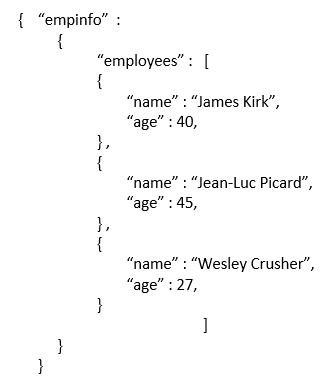 { “empinfo” :
{
“employees” : [
{
“name” : “James Kirk”,
“age” : 40,
} ,
{
“name” : “Jean-Luc Picard”,
“age” : 45,
} ,
{
“name” : “Wesley Crusher”,
“age” : 27,
}
]
}
}